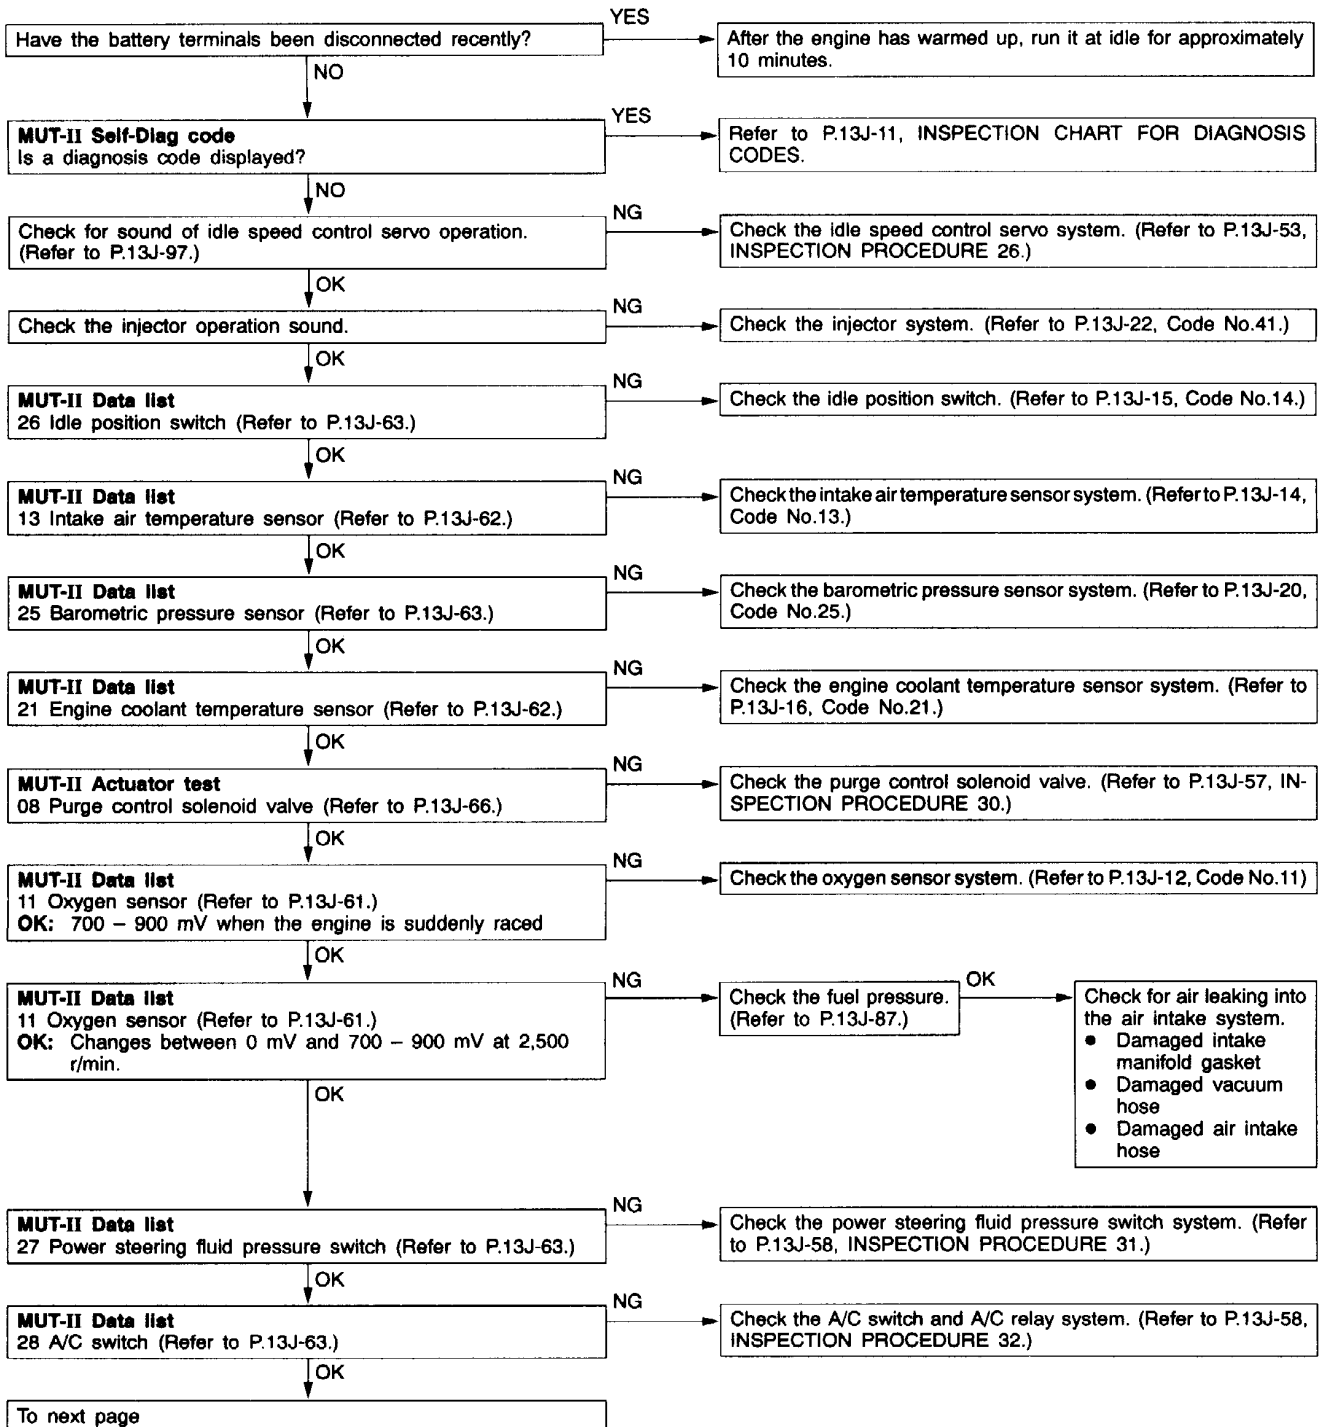 Have the battery terminals been disconnected recently?
YES
After the engine has warmed up, run it at idle for approximately
10 minutes.
NO
MUT-II Self-Diag code
Is a diagnosis code displayed?
YES
Refer to P.13J-11, INSPECTION CHART FOR DIAGNOSIS
CODES.
NO
Check for sound of idle speed control servo operation.
(Refer to P.13J-97.)
NG
Check the idle speed control servo system. (Refer to P.13J-53,
INSPECTION PROCEDURE 26.)
OK
Check the injector operation sound.
NG
Check the injector system. (Refer to P.13J-22, Code No.41.)
OK
MUT-II Data list
26 Idle position switch (Refer to P.13J-63.)
NG
Check the idle position switch. (Refer to P.13J-15, Code No.14.)
OK
MUT-II Data list
13 Intake air temperature sensor (Refer to P.13J-62.)
NG
Check the intake air temperature sensor system. (Refer to P.13J-14,
Code No.13.)
OK
MUT-II Data list
25 Barometric pressure sensor (Refer to P.13J-63.)
NG
Check the barometric pressure sensor system. (Refer to P.13J-20,
Code No.25.)
OK
MUT-II Data list
21 Engine coolant temperature sensor (Refer to P.13J-62.)
NG
Check the engine coolant temperature sensor system. (Refer to
P.13J-16, Code No.21.)
OK
MUT-II Actuator test
08 Purge control solenoid valve (Refer to P.13J-66.)
NG
Check the purge control solenoid valve. (Refer to P.13J-57, IN-
SPECTION PROCEDURE 30.)
OK
MUT-II Data list
11 Oxygen sensor (Refer to P.13J-61.)
OK: 700 – 900 mV when the engine is suddenly raced
NG
Check the oxygen sensor system. (Refer to P.13J-12, Code No.11)
OK
MUT-II Data list
11 Oxygen sensor (Refer to P.13J-61.)
OK: Changes between 0 mV and 700 – 900 mV at 2,500
r/min.
NG
Check the fuel pressure.
(Refer to P.13J-87.)
OK
Check for air leaking into
the air intake system.
● Damaged intake
manifold gasket
● Damaged vacuum
hose
● Damaged air intake
hose
OK
MUT-II Data list
27 Power steering fluid pressure switch (Refer to P.13J-63.)
NG
Check the power steering fluid pressure switch system. (Refer
to P.13J-58, INSPECTION PROCEDURE 31.)
OK
MUT-II Data list
28 A/C switch (Refer to P.13J-63.)
NG
Check the A/C switch and A/C relay system. (Refer to P.13J-58,
INSPECTION PROCEDURE 32.)
OK
To next page